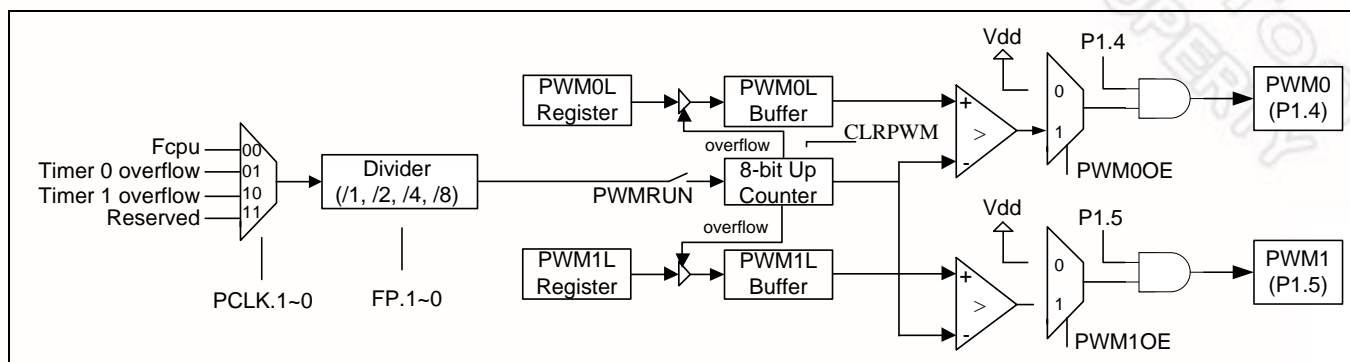 Fcpu
Timer 0 overflow
Timer 1 overflow
Reserved
00
01
10
11
PCLK.1~0
Divider
(/1, /2, /4, /8)
FP.1~0
PWMRUN
PWM0L
Register
PWM0L
Buffer
overflow
CLRPWM
8-bit Up
Counter
overflow
PWM1L
Register
PWM1L
Buffer
+
>
-
Vdd
0
1
PWM0OE
P1.4
PWM0
(P1.4)
+
>
-
Vdd
0
1
PWM1OE
P1.5
PWM1
(P1.5)